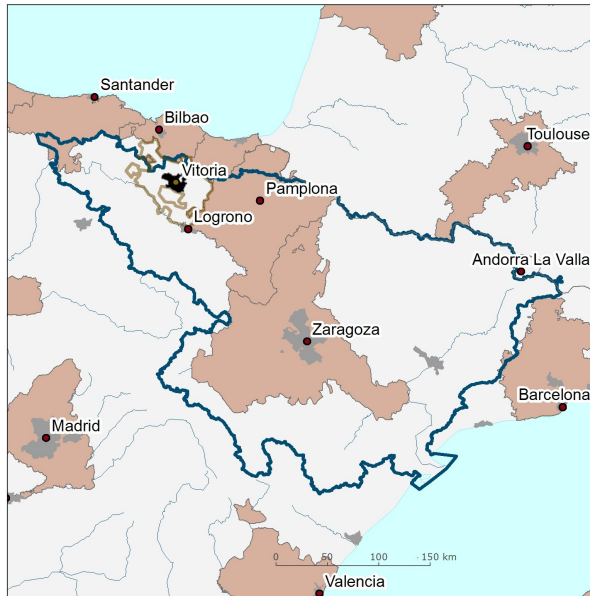 Santander
Bilbao
Toulouse
Vitoria
Pamplona
Logrono
Andorra La Valla
Zaragoza
Barcelona
Madrid
0 50 100 150 km
Valencia